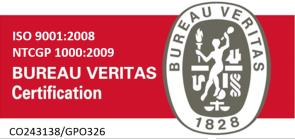 ISO 9001:2008
NTCGP 1000:2009
BUREAU VERITAS
Certification
BUREAU VERITAS
1828
CO243138/GPO326